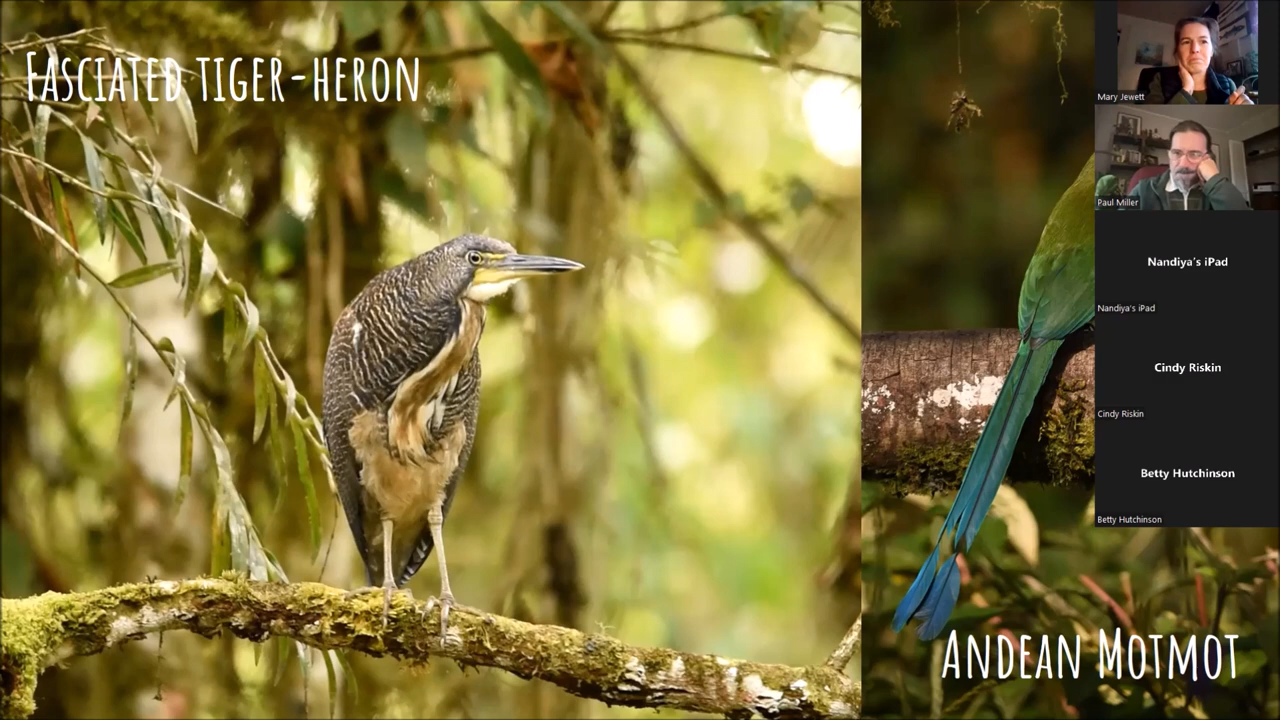 Fasciated tiger-heron
Mary Jewett
Paul Miller
Nandiya's iPad
Nandiya's iPad
Cindy Riskin
Cindy Riskin
Betty Hutchinson
Betty Hutchinson
Andean Motmot